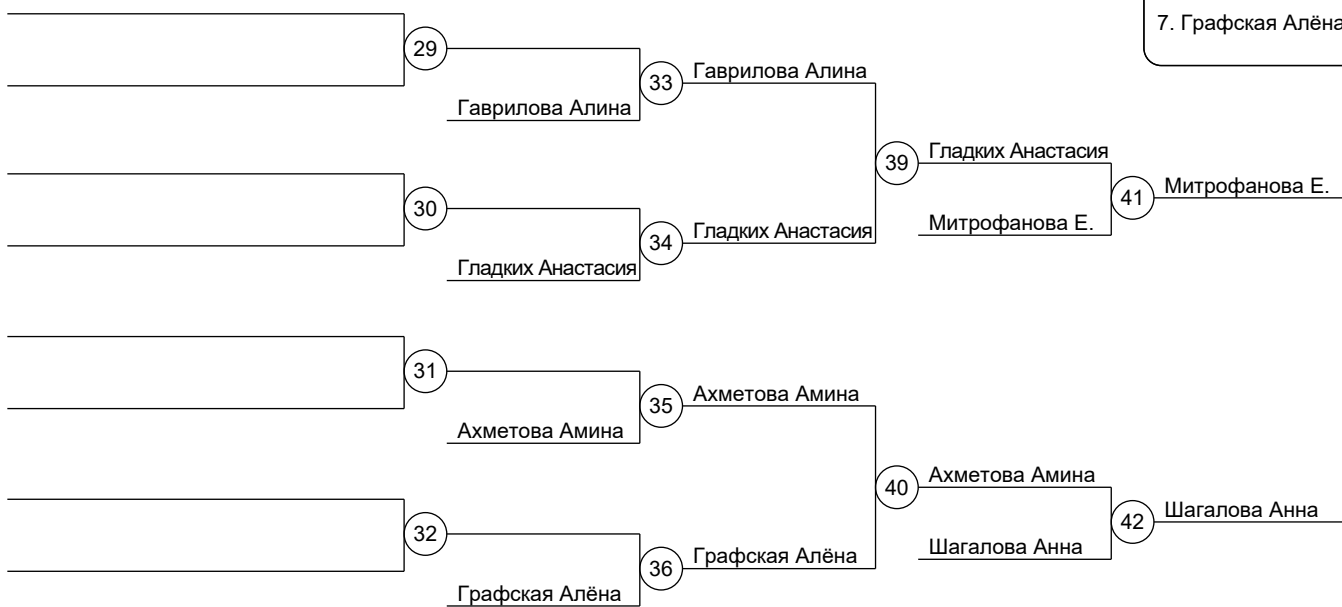 7. Графская Алёна
29
33
Гаврилова Алина
Гаврилова Алина
39
Гладких Анастасия
41
Митрофанова Е.
Митрофанова Е.
30
34
Гладких Анастасия
Гладких Анастасия
31
35
Ахметова Амина
Ахметова Амина
40
Ахметова Амина
42
Шагалова Анна
Шагалова Анна
32
36
Графская Алёна
Графская Алёна